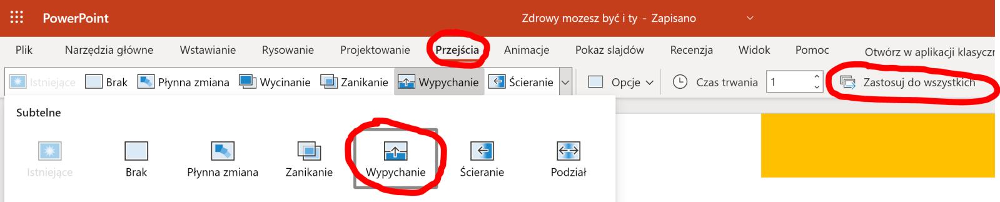 PowerPoint
Zdrowy mozesz być i ty - Zapisano
Plik Narzędzia główne Wstawianie Rysowanie Projektowanie Przejścia Animacje Pokaz slajdów Recenzja Widok Pomoc Otwórz w aplikacji klasyczn
Istniejące Brak Płynna zmiana Wycinanie Zanikanie Wypychanie Ścieranie Opcje Czas trwania 1 Zastosuj do wszystkich
Subtelne
Istniejące Brak Płynna zmiana Zanikanie Wypychanie Ścieranie Podział